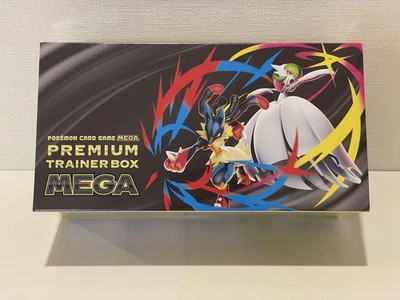 POKÉMON CARD GAME MEGA
PREMIUM
TRAINER BOX
MEGA